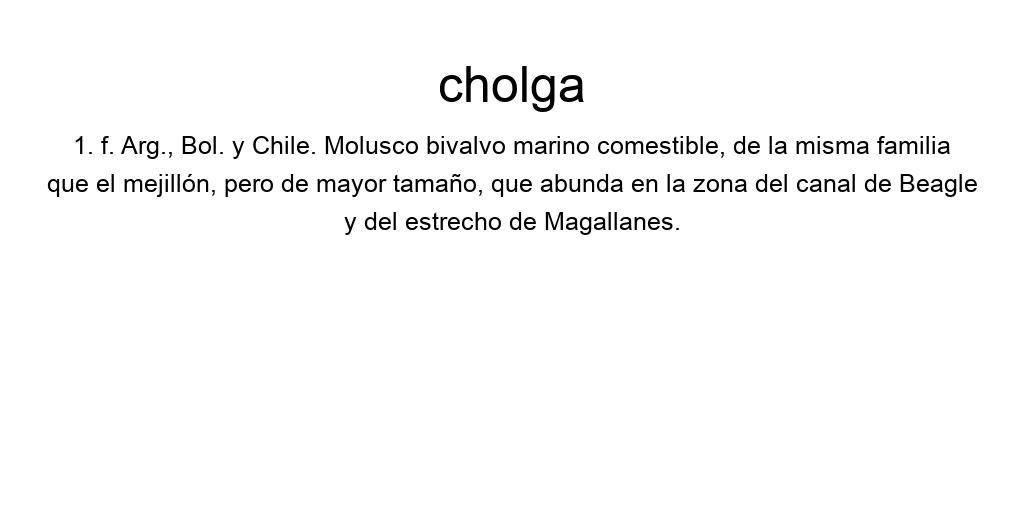 cholga
1. f. Arg., Bol. y Chile. Molusco bivalvo marino comestible, de la misma familia
que el mejillón, pero de mayor tamaño, que abunda en la zona del canal de Beagle
y del estrecho de Magallanes.